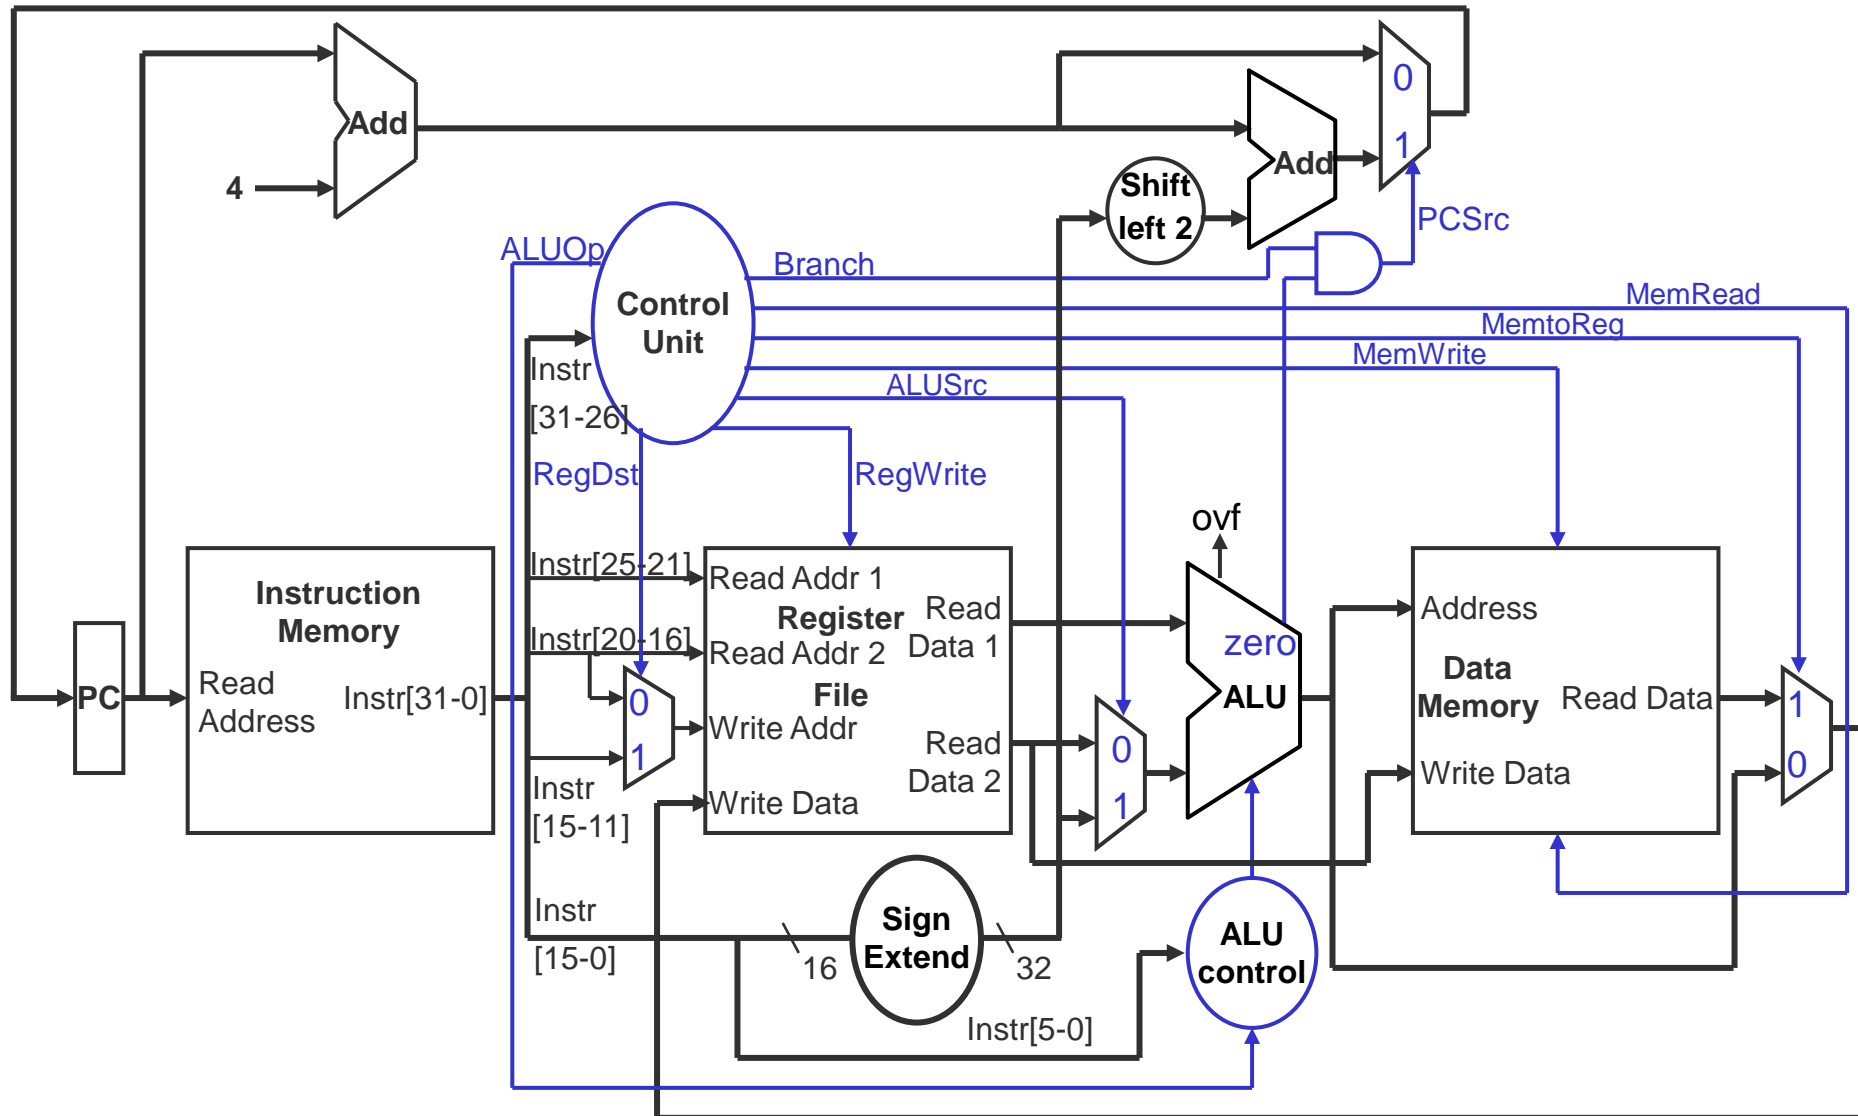 0
Add
1
Add
4
Shift
left 2
PCSrc
ALUOp
Branch
MemRead
Control
Unit
MemtoReg
MemWrite
Instr
[31-26]
ALUSrc
RegDst
RegWrite
ovf
Instr[25-21]
Read Addr 1
Instruction
Memory
Register
Read
Data 1
Address
Instr[20-16]
Read Addr 2
zero
Data
Memory
PC
Read
Address
Instr[31-0]
0
File
ALU
Read Data
1
Write Addr
1
Read
Data 2
0
0
Write Data
Instr
[15-11]
Write Data
1
Instr
[15-0]
Sign
Extend
16
32
ALU
control
Instr[5-0]